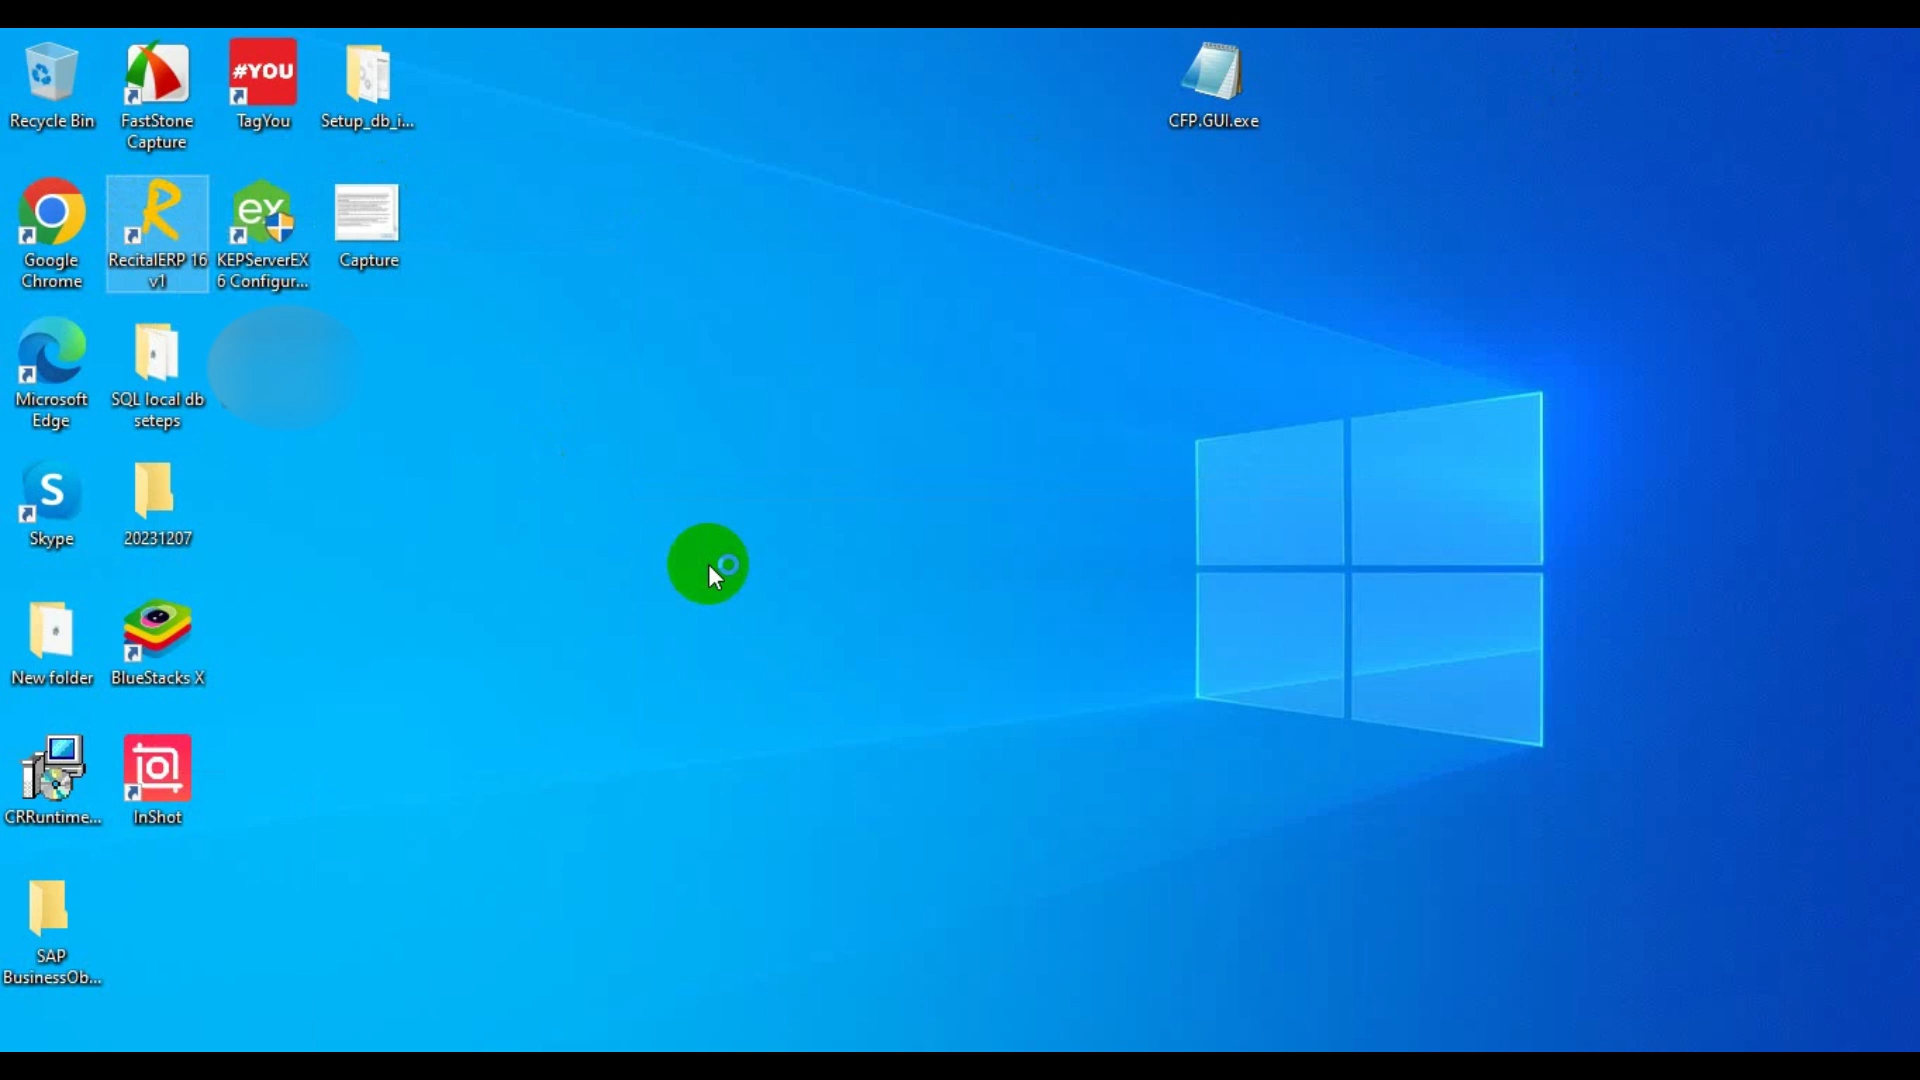 Recycle Bin
FastStone
Capture
#YOU
TagYou
Setup_db_i...
CFP.GUI.exe
Google
Chrome
RecitalERP 16
v1
ex
KEPServerEX
6 Configur...
Capture
Microsoft
Edge
SQL local db
seteps
S
Skype
20231207
New folder
BlueStacks X
CRRuntime...
InShot
SAP
BusinessOb...